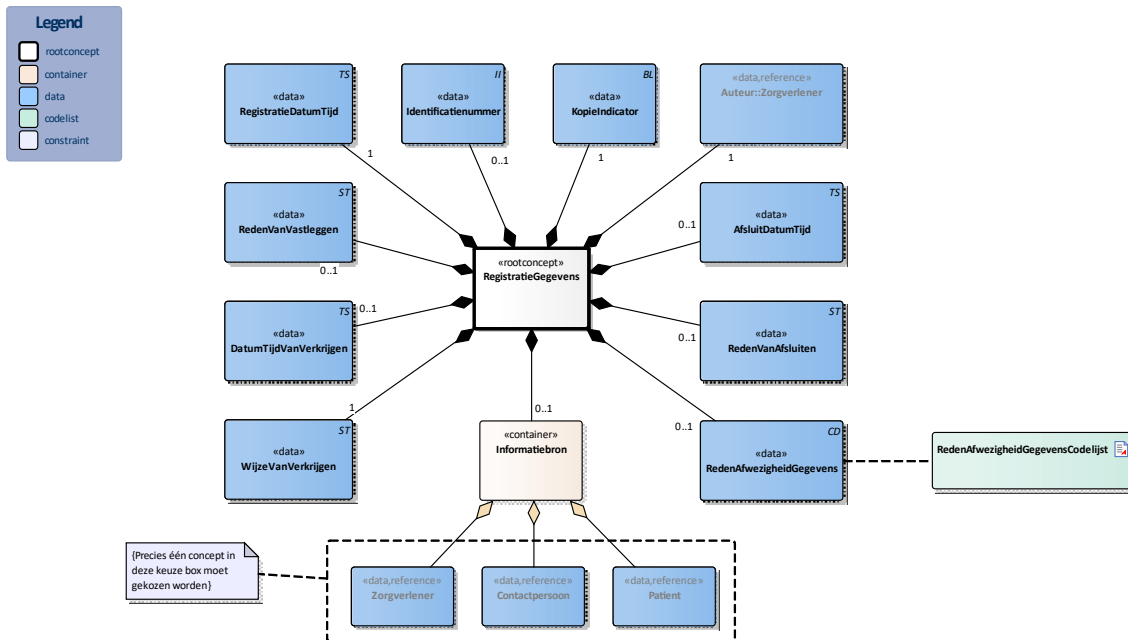 Legend
rootconcept
container
data
codelist
constraint
TS
«data»
RegistratieDatumTijd
II
«data»
Identificatienummer
BL
«data»
KopieIndicator
«data,reference»
Auteur::Zorgverlener
1
0..1
1
1
ST
«data»
RedenVanVastleggen
0..1
TS
«data»
AfsluitDatumTijd
0..1
«rootconcept»
RegistratieGegevens
TS
«data»
DatumTijdVanVerkrijgen
0..1
ST
«data»
RedenVanAfsluiten
0..1
ST
«data»
WijzeVanVerkrijgen
1
0..1
«container»
Informatiebron
0..1
CD
«data»
RedenAfwezigheidGegevens
RedenAfwezigheidGegevensCodelijst
{Precies één concept in
deze keuze box moet
gekozen worden}
«data,reference»
Zorgverlener
«data,reference»
Contactpersoon
«data,reference»
Patient